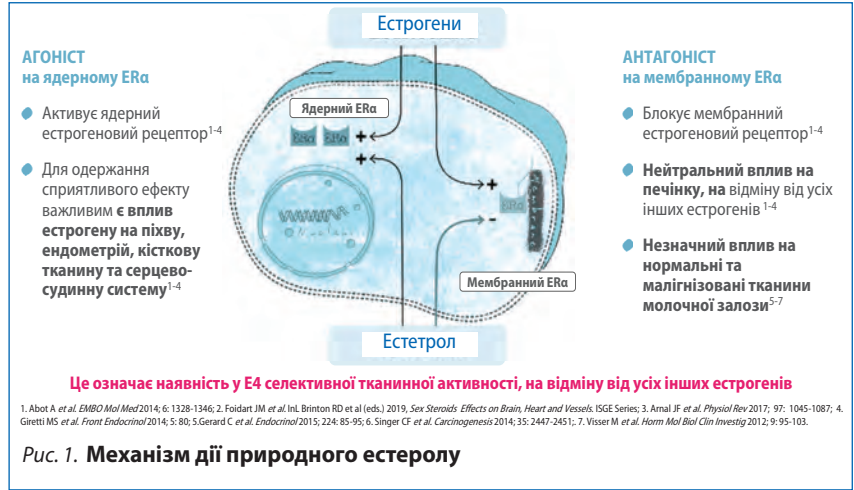 Естрогени
АГОНІСТ
на ядерному ERα
Активує ядерний
естрогеновий рецептор1-4
Для одержання
сприятливого ефекту
важливим є вплив
естрогену на піхву,
ендометрій, кісткову
тканину та серцево-
судинну систему1-4
Ядерний ERα
ERα ERα +
+
Nucleus
+
ERα
-
Мембранний ERα
Естетрол
АНТАГОНІСТ
на мембранному ERα
Блокує мембранний
естрогеновий рецептор1-4
Нейтральний вплив на
печінку, на відміну від усіх
інших естрогенів 1-4
Незначний вплив на
нормальні та
малігнізовані тканини
молочної залози5-7
Це означає наявність у Е4 селективної тканинної активності, на відміну від усіх інших естрогенів
1. Abot A et al. EMBO Mol Med 2014; 6: 1328-1346; 2. Foidart JM et al. InL Brinton RD et al (eds.) 2019, Sex Steroids Effects on Brain, Heart and Vessels. ISGE Series; 3. Arnal JF et al. Physiol Rev 2017; 97: 1045-1087; 4.
Giretti MS et al. Front Endocrinol 2014; 5: 80; 5.Gerard C et al. Endocrinol 2015; 224: 85-95; 6. Singer CF et al. Carcinogenesis 2014; 35: 2447-2451;. 7. Visser M et al. Horm Mol Biol Clin Investig 2012; 9: 95-103.
Рис. 1. Механізм дії природного естеролу